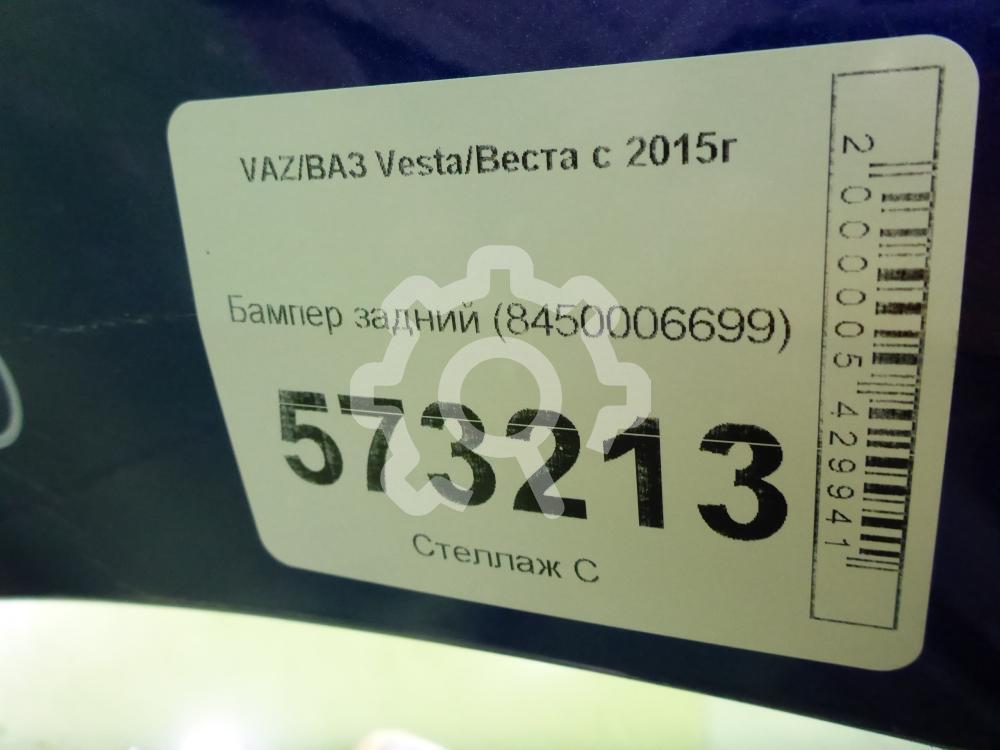 VAZ/ВАЗ Vesta/Веста с 2015г
Бампер задний (8450006699)
573213
Стеллаж С
2000005429941